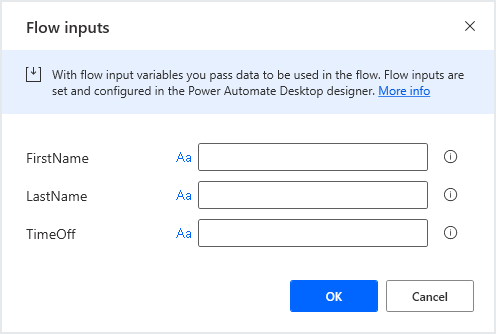 Flow inputs
With flow input variables you pass data to be used in the flow. Flow inputs are
set and configured in the Power Automate Desktop designer. More info
FirstName Aa
LastName Aa
TimeOff Aa
OK Cancel